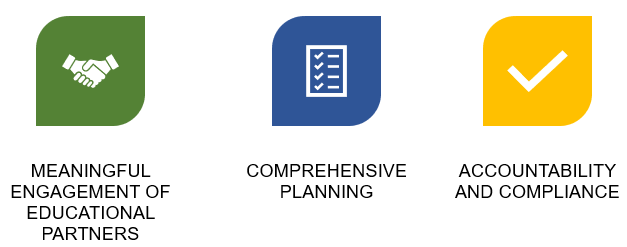 MEANINGFUL
ENGAGEMENT OF
EDUCATIONAL
PARTNERS
COMPREHENSIVE
PLANNING
ACCOUNTABILITY
AND COMPLIANCE